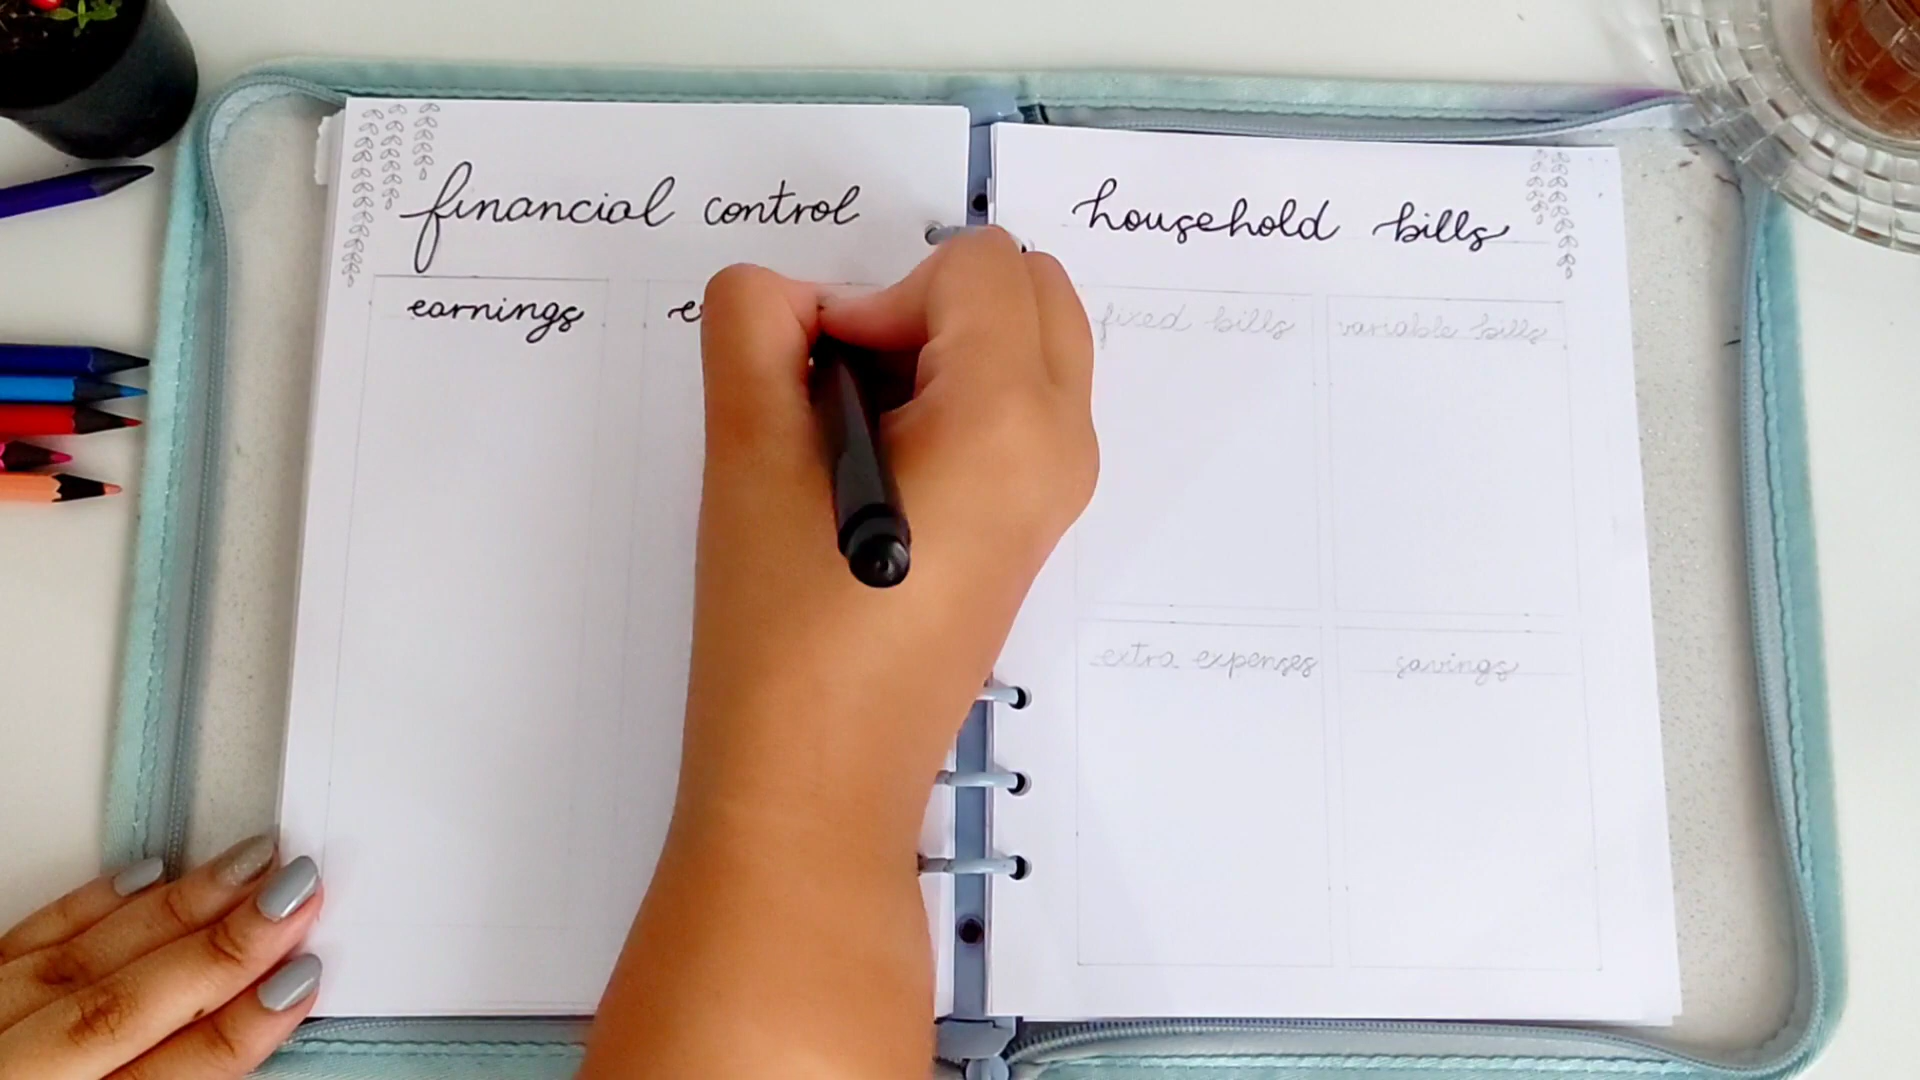 financial control
earnings
household bills
fixed bills
variable bills
extra expenses
savings